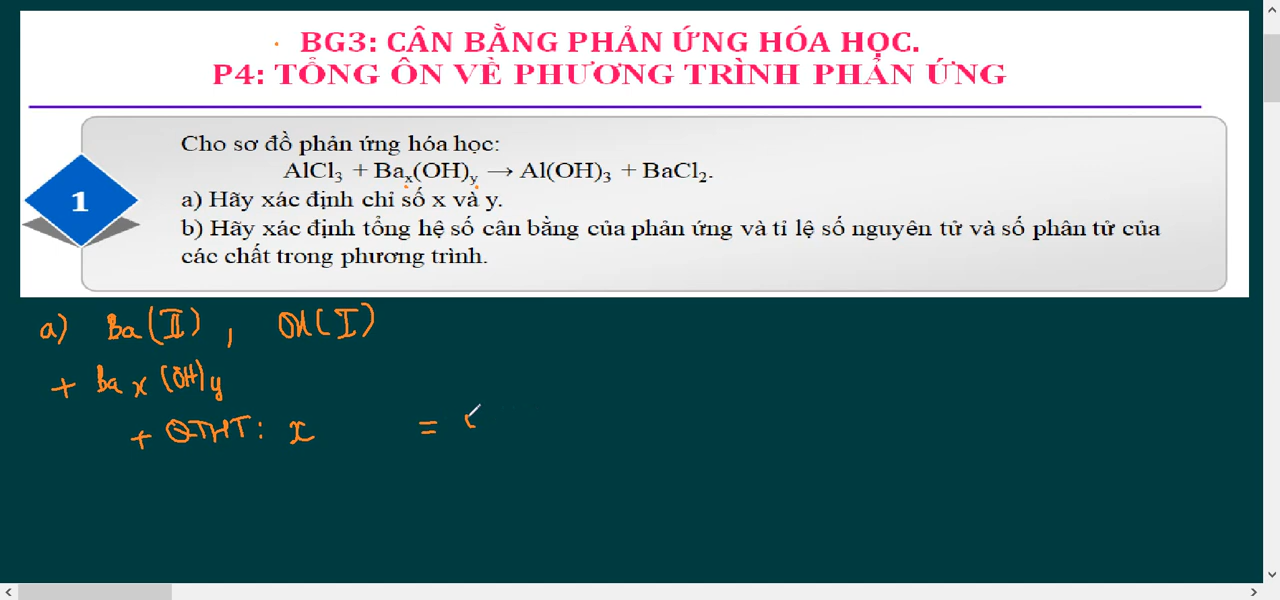 BG3: CÂN BẰNG PHẢN ỨNG HÓA HỌC.
P4: TỔNG ÔN VỀ PHƯƠNG TRÌNH PHẢN ỨNG
1
Cho sơ đồ phản ứng hóa học:
AlCl₃ + Baₓ(OH)y → Al(OH)₃ + BaCl₂.
a) Hãy xác định chỉ số x và y.
b) Hãy xác định tổng hệ số cân bằng của phản ứng và tỉ lệ số nguyên tử và số phân tử của
các chất trong phương trình.
a) Ba (II), OH (I)
+ Ba x (OH) y
+ QTHT: x =